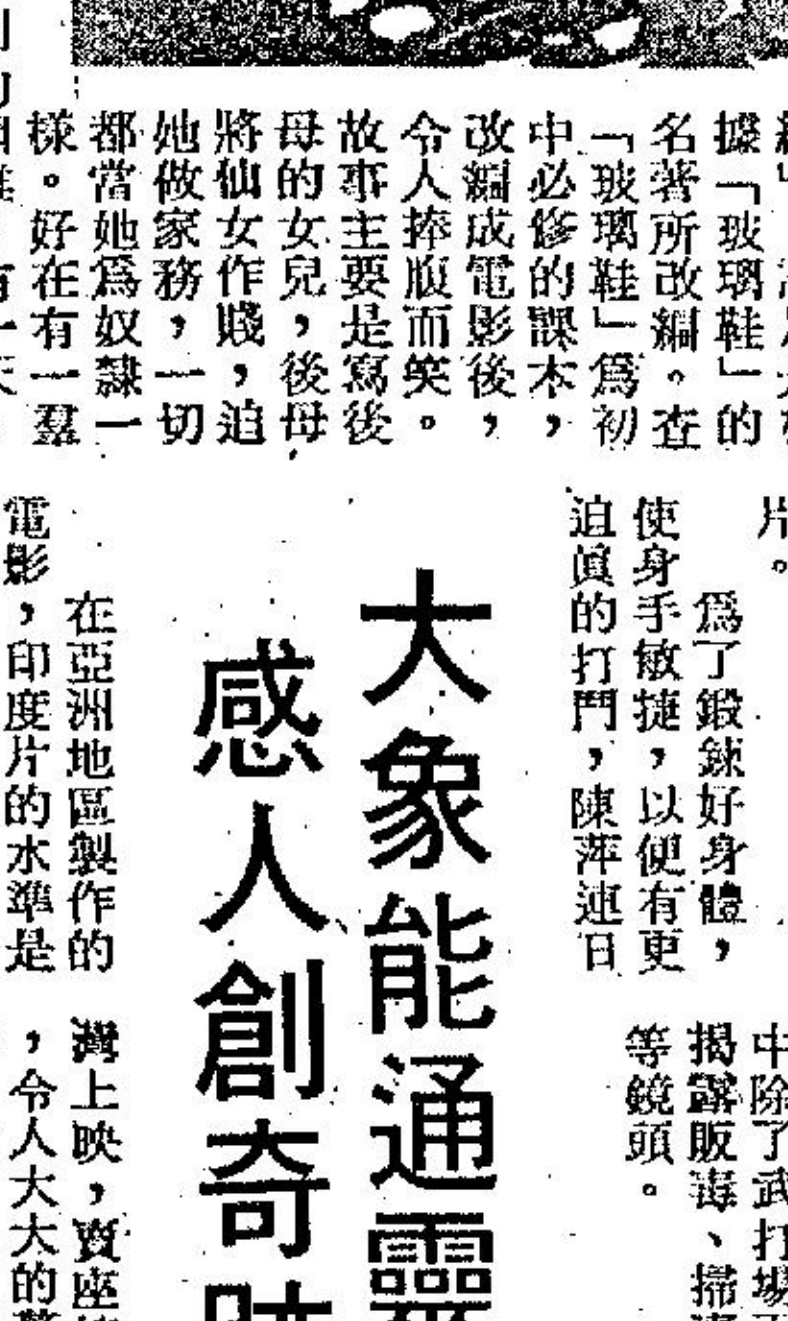 據「玻璃鞋」的
名著所改編。查
「玻璃鞋」爲初
中必修的課本，
改編成電影後，
令人捧腹而笑。
故事主要是寫後
母的女兒，後母
將仙女作賤，迫
她做家務，一切
都當她爲奴隸一
樣。好在有一羣
片。
爲了鍛鍊好身體，
使身手敏捷，以便有更
迫眞的打鬥，陳萍連日
中除了武打場
揭露販毒、掃
等鏡頭。
大象能通靈
感人創奇
在亞洲地區製作的
電影，印度片的水準是
灣上映，賣座
，令人大大的